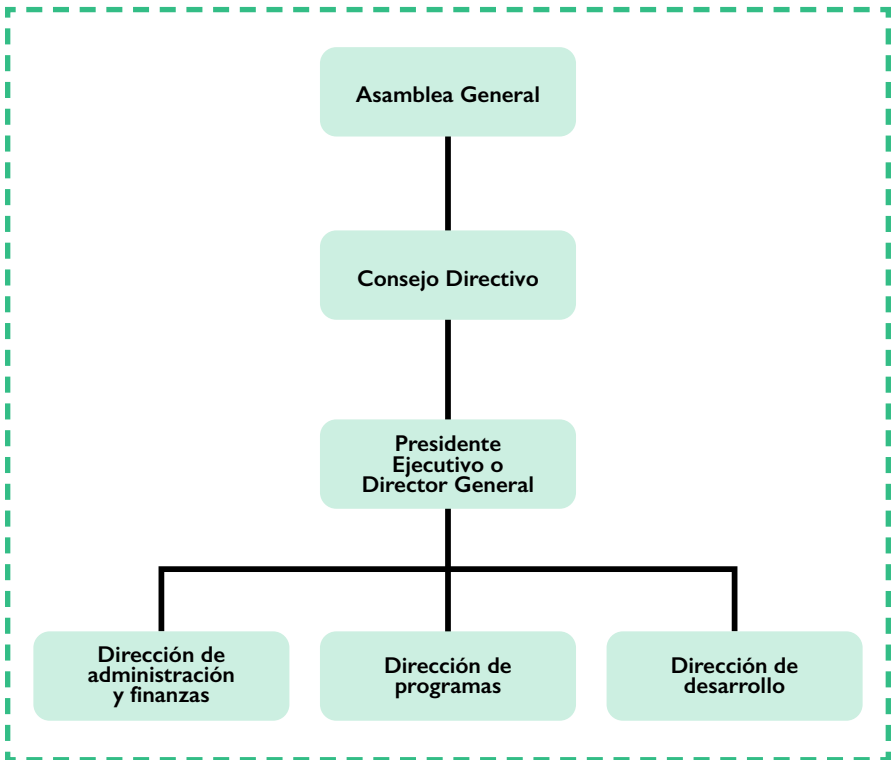 Asamblea General
Consejo Directivo
Presidente
Ejecutivo o
Director General
Dirección de
administración
y finanzas
Dirección de
programas
Dirección de
desarrollo